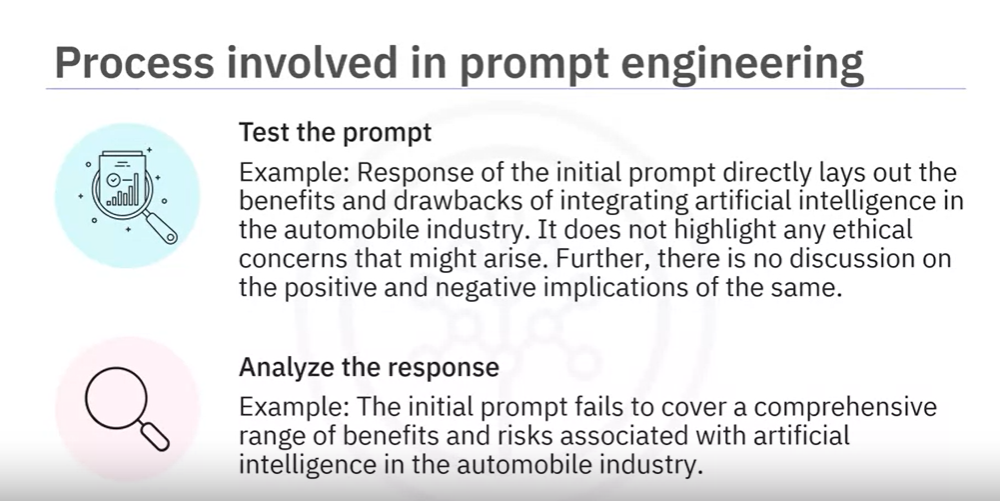 Process involved in prompt engineering
Test the prompt
Example: Response of the initial prompt directly lays out the
benefits and drawbacks of integrating artificial intelligence in
the automobile industry. It does not highlight any ethical
concerns that might arise. Further, there is no discussion on
the positive and negative implications of the same.
Analyze the response
Example: The initial prompt fails to cover a comprehensive
range of benefits and risks associated with artificial
intelligence in the automobile industry.